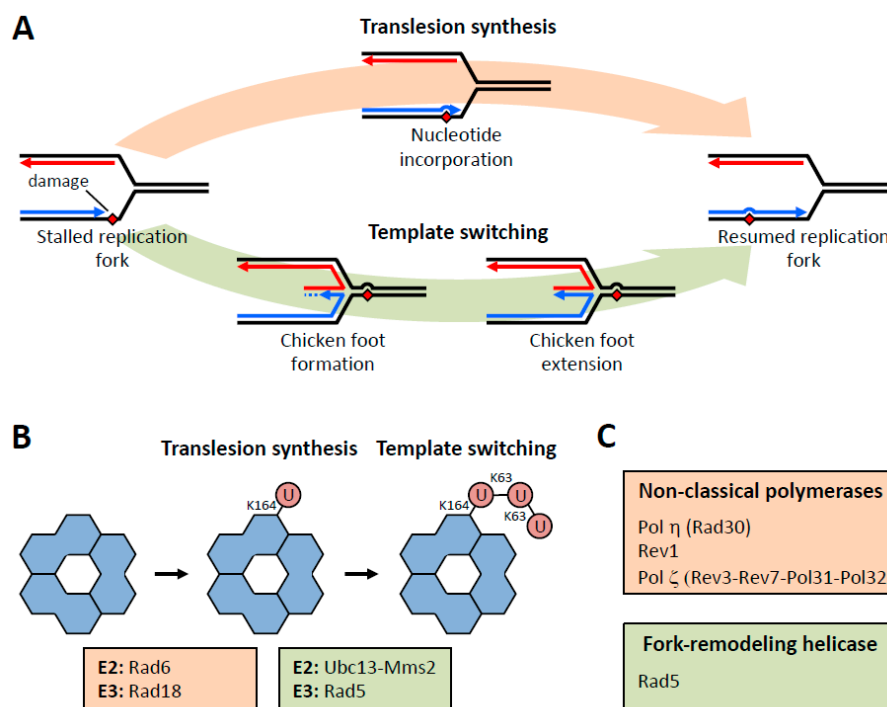 A
Translesion synthesis
Nucleotide
incorporation
damage
Stalled replication
fork
Resumed replication
fork
Template switching
Chicken foot
formation
Chicken foot
extension
B
Translesion synthesis
Template switching
K164
U
K164
U
K63
U
K63
U
E2: Rad6
E3: Rad18
E2: Ubc13-Mms2
E3: Rad5
C
Non-classical polymerases
Pol η (Rad30)
Rev1
Pol ζ (Rev3-Rev7-Pol31-Pol32
Fork-remodeling helicase
Rad5